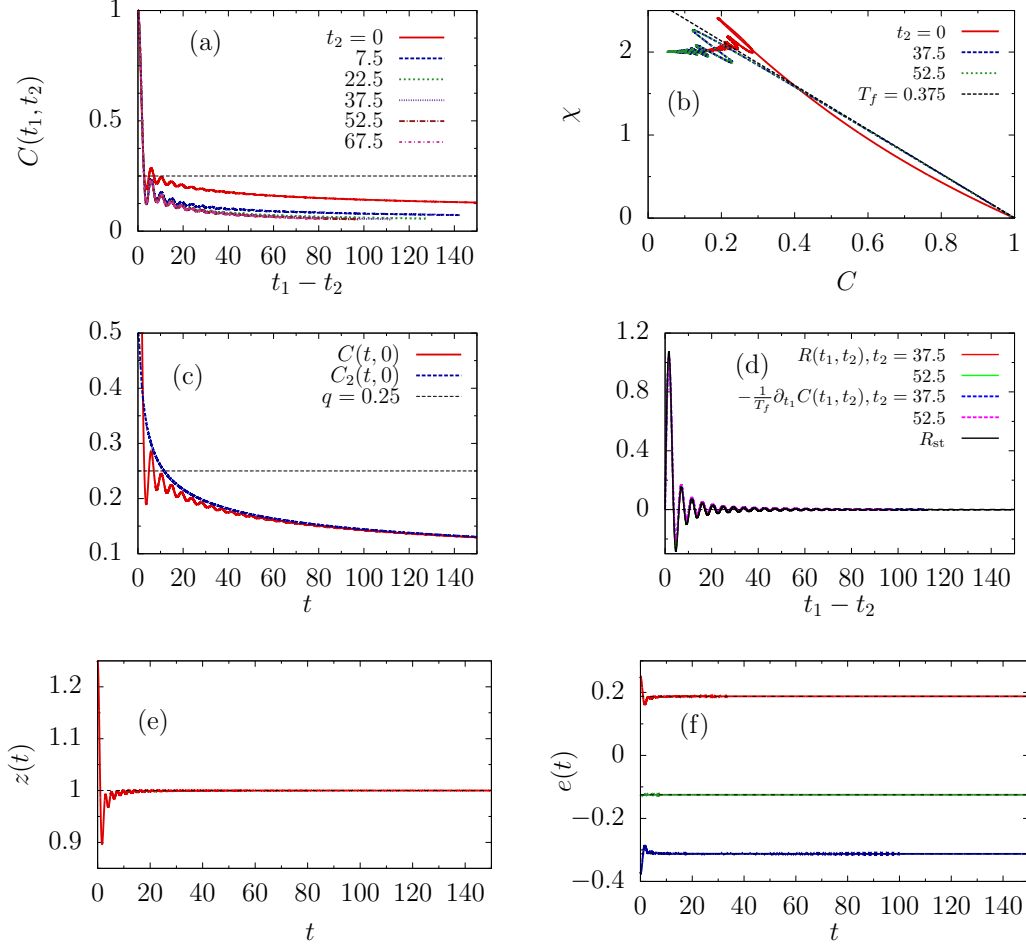 (a)
t₂ = 0
7.5
22.5
37.5
52.5
67.5
C(t₁, t₂)
1
0.5
0
0 20 40 60 80 100 120 140
t₁ − t₂
(b)
t₂ = 0
37.5
52.5
T_f = 0.375
χ
2
1
0
0 0.2 0.4 0.6 0.8 1
C
(c)
C(t, 0)
C₂(t, 0)
q = 0.25
0.5
0.4
0.3
0.2
0.1
0 20 40 60 80 100 120 140
t
(d)
R(t₁, t₂), t₂ = 37.5
52.5
−1/T_f ∂_{t₁} C(t₁, t₂), t₂ = 37.5
52.5
R_st
1.2
0.8
0.4
0.0
0 20 40 60 80 100 120 140
t₁ − t₂
(e)
z(t)
1.2
1.1
1
0.9
0 20 40 60 80 100 120 140
t
(f)
e(t)
0.2
0
−0.2
−0.4
0 20 40 60 80 100 120 140
t